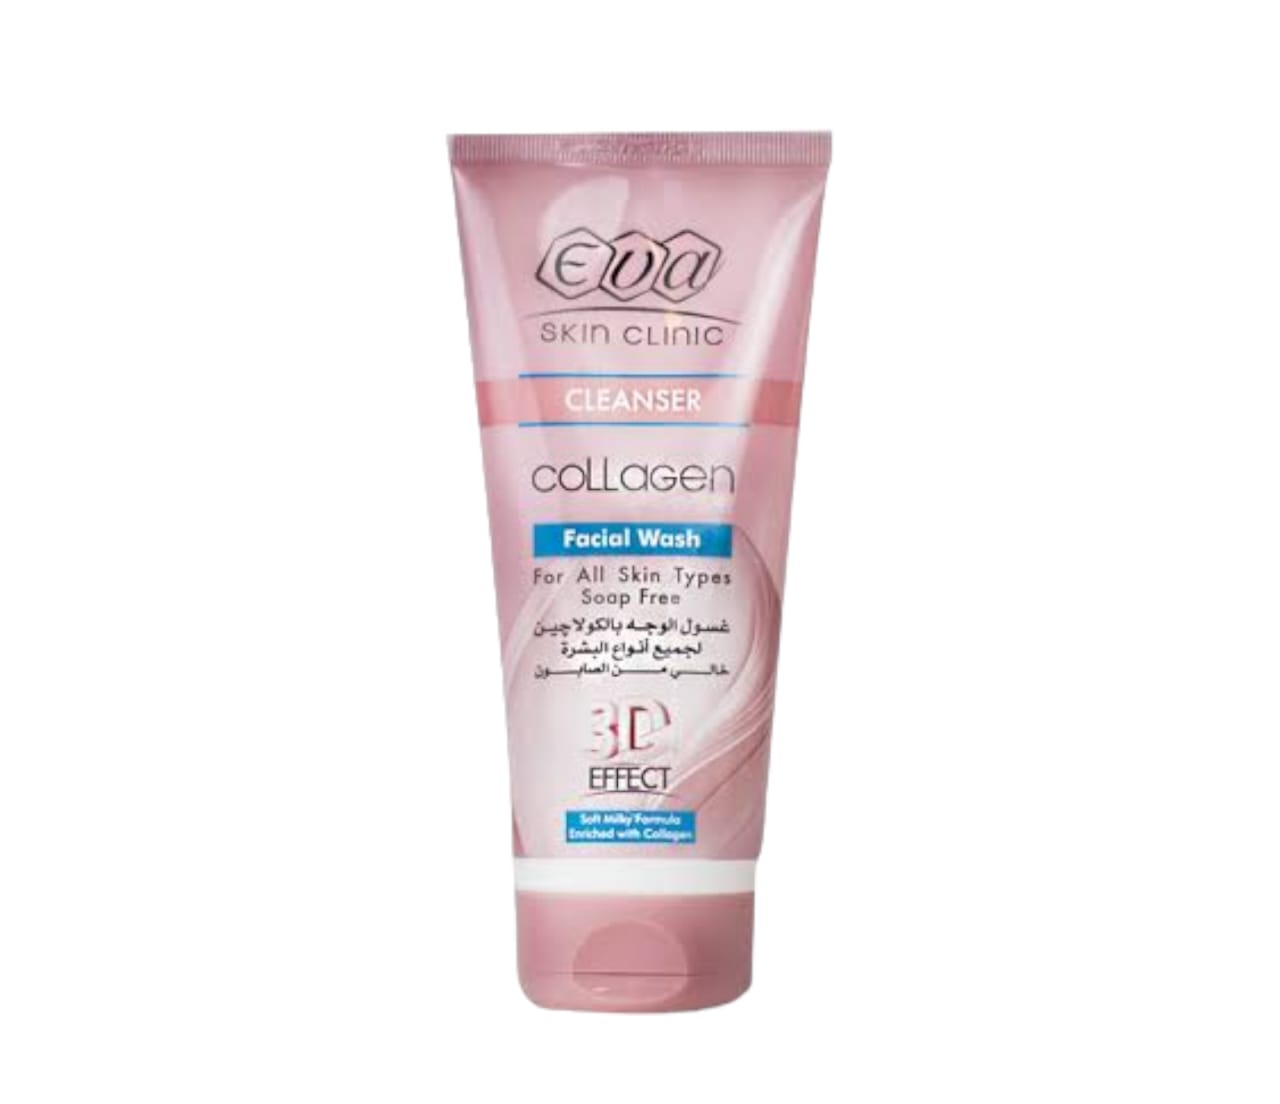 Eva
SKIN CLINIC
CLEANSER
COLLAGEN
Facial Wash
For All Skin Types
Soap Free
غسول الوجه بالكولاچين
لجميع أنواع البشرة
خالي من الصابون
3D
EFFECT
Soft Milky Formula
Enriched with Collagen